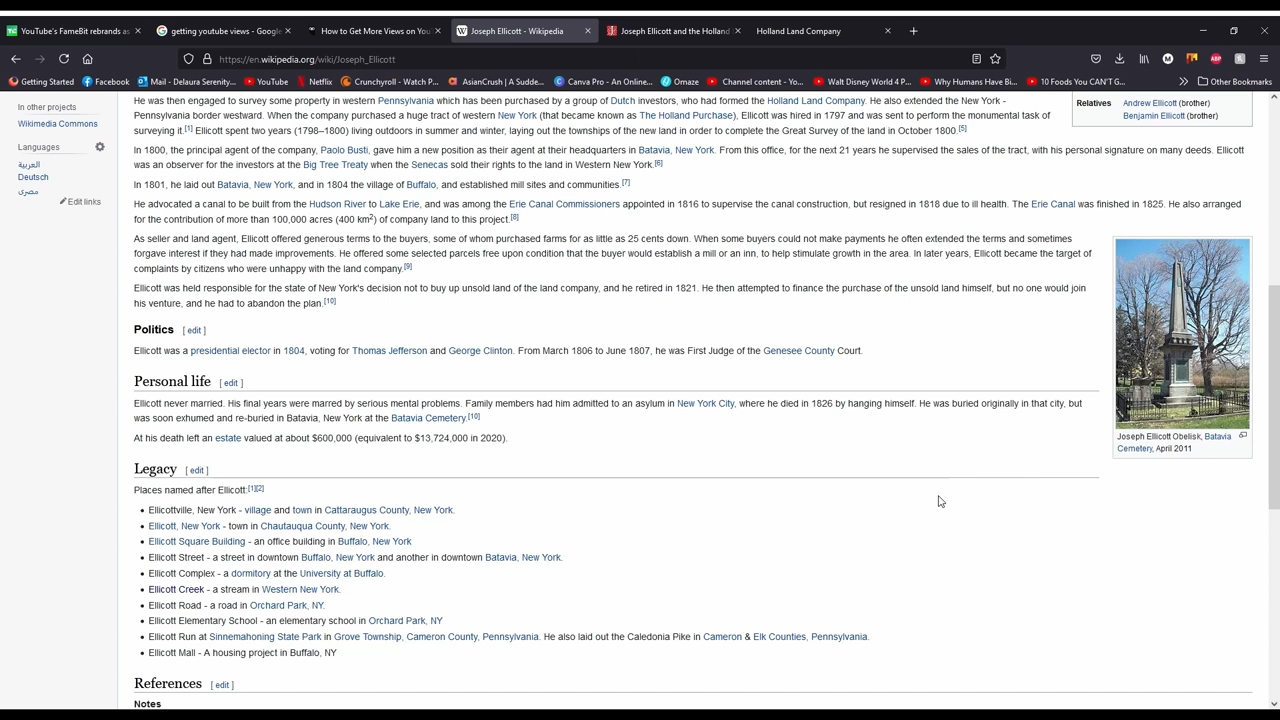 YouTube's FameBit rebrands as
getting youtube views - Google
How to Get More Views on You
Joseph Ellicott - Wikipedia
Joseph Ellicott and the Holland
Holland Land Company
https://en.wikipedia.org/wiki/Joseph_Ellicott
Getting Started
Facebook
Mail - Delaura Serenity...
YouTube
Netflix
Crunchyroll - Watch P...
AsianCrush | A Sudde...
Canva Pro - An Online...
Omaze
Channel content - Yo...
Walt Disney World 4 P...
Why Humans Have Bi...
10 Foods You CAN'T G...
Other Bookmarks
In other projects
Wikimedia Commons
Languages
العربية
Deutsch
مصرى
Edit links
He was then engaged to survey some property in western Pennsylvania which has been purchased by a group of Dutch investors, who had formed the Holland Land Company. He also extended the New York -
Pennsylvania border westward. When the company purchased a huge tract of western New York (that became known as The Holland Purchase), Ellicott was hired in 1797 and was sent to perform the monumental task of
surveying it.[1] Ellicott spent two years (1798–1800) living outdoors in summer and winter, laying out the townships of the new land in order to complete the Great Survey of the land in October 1800.[5]
Relatives Andrew Ellicott (brother)
Benjamin Ellicott (brother)
In 1800, the principal agent of the company, Paolo Busti, gave him a new position as their agent at their headquarters in Batavia, New York. From this office, for the next 21 years he supervised the sales of the tract, with his personal signature on many deeds. Ellicott
was an observer for the investors at the Big Tree Treaty when the Senecas sold their rights to the land in Western New York.[6]
In 1801, he laid out Batavia, New York, and in 1804 the village of Buffalo, and established mill sites and communities.[7]
He advocated a canal to be built from the Hudson River to Lake Erie, and was among the Erie Canal Commissioners appointed in 1816 to supervise the canal construction, but resigned in 1818 due to ill health. The Erie Canal was finished in 1825. He also arranged
for the contribution of more than 100,000 acres (400 km2) of company land to this project.[8]
As seller and land agent, Ellicott offered generous terms to the buyers, some of whom purchased farms for as little as 25 cents down. When some buyers could not make payments he often extended the terms and sometimes
forgave interest if they had made improvements. He offered some selected parcels free upon condition that the buyer would establish a mill or an inn, to help stimulate growth in the area. In later years, Ellicott became the target of
complaints by citizens who were unhappy with the land company.[9]
Ellicott was held responsible for the state of New York's decision not to buy up unsold land of the land company, and he retired in 1821. He then attempted to finance the purchase of the unsold land himself, but no one would join
his venture, and he had to abandon the plan.[10]
Politics [ edit ]
Ellicott was a presidential elector in 1804, voting for Thomas Jefferson and George Clinton. From March 1806 to June 1807, he was First Judge of the Genesee County Court.
Personal life [ edit ]
Ellicott never married. His final years were marred by serious mental problems. Family members had him admitted to an asylum in New York City, where he died in 1826 by hanging himself. He was buried originally in that city, but
was soon exhumed and re-buried in Batavia, New York at the Batavia Cemetery.[10]
At his death left an estate valued at about $600,000 (equivalent to $13,724,000 in 2020).
Joseph Ellicott Obelisk, Batavia
Cemetery, April 2011
Legacy [ edit ]
Places named after Ellicott:[1][2]
• Ellicottville, New York - village and town in Cattaraugus County, New York.
• Ellicott, New York - town in Chautauqua County, New York.
• Ellicott Square Building - an office building in Buffalo, New York
• Ellicott Street - a street in downtown Buffalo, New York and another in downtown Batavia, New York.
• Ellicott Complex - a dormitory at the University at Buffalo.
• Ellicott Creek - a stream in Western New York.
• Ellicott Road - a road in Orchard Park, NY.
• Ellicott Elementary School - an elementary school in Orchard Park, NY
• Ellicott Run at Sinnemahoning State Park in Grove Township, Cameron County, Pennsylvania. He also laid out the Caledonia Pike in Cameron & Elk Counties, Pennsylvania.
• Ellicott Mall - A housing project in Buffalo, NY
References [ edit ]
Notes